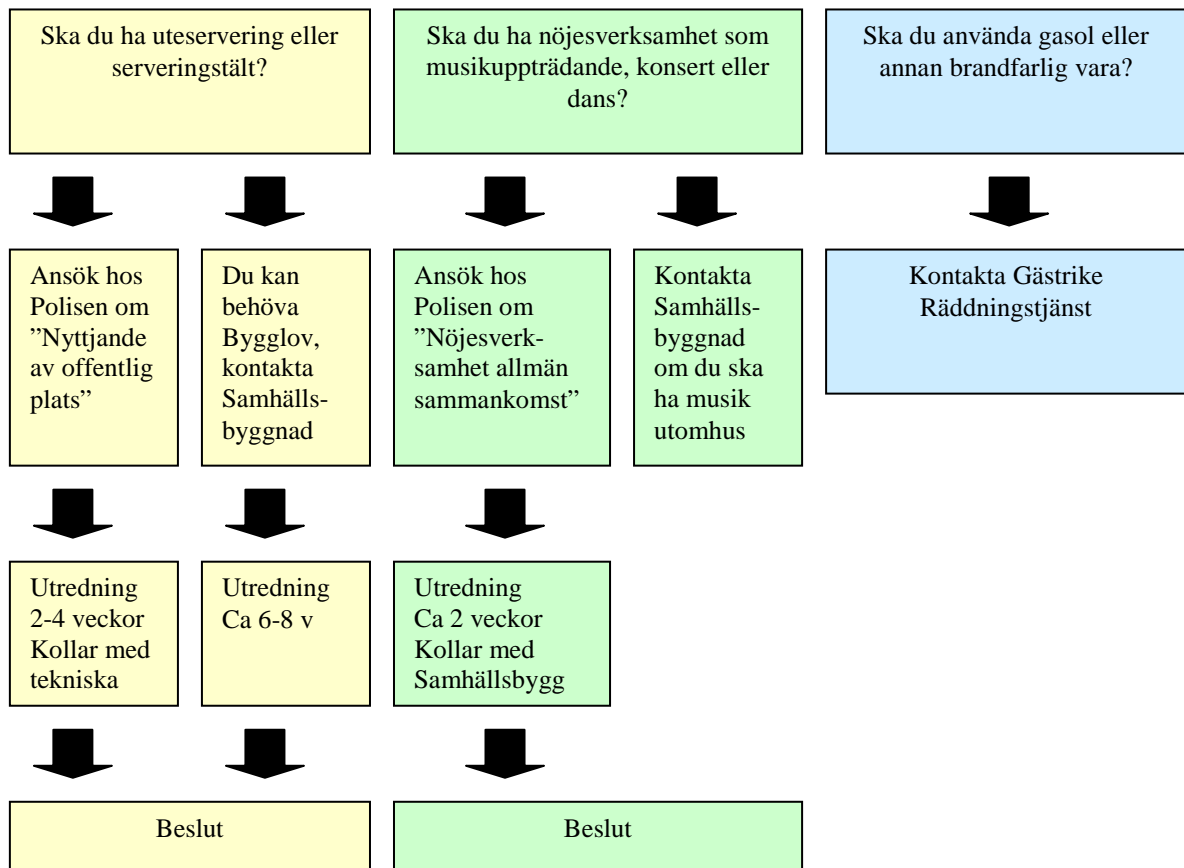 Ska du ha uteservering eller
serveringstält?
Ska du ha nöjesverksamhet som
musikuppträdande, konsert eller
dans?
Ska du använda gasol eller
annan brandfarlig vara?
Ansök hos
Polisen om
”Nyttjande
av offentlig
plats”
Du kan
behöva
Bygglov,
kontakta
Samhälls-
byggnad
Ansök hos
Polisen om
”Nöjesverk-
samhet allmän
sammankomst”
Kontakta
Samhälls-
byggnad
om du ska
ha musik
utomhus
Kontakta Gästrike
Räddningstjänst
Utredning
2-4 veckor
Kollar med
tekniska
Utredning
Ca 6-8 v
Utredning
Ca 2 veckor
Kollar med
Samhällsbygg
Beslut
Beslut